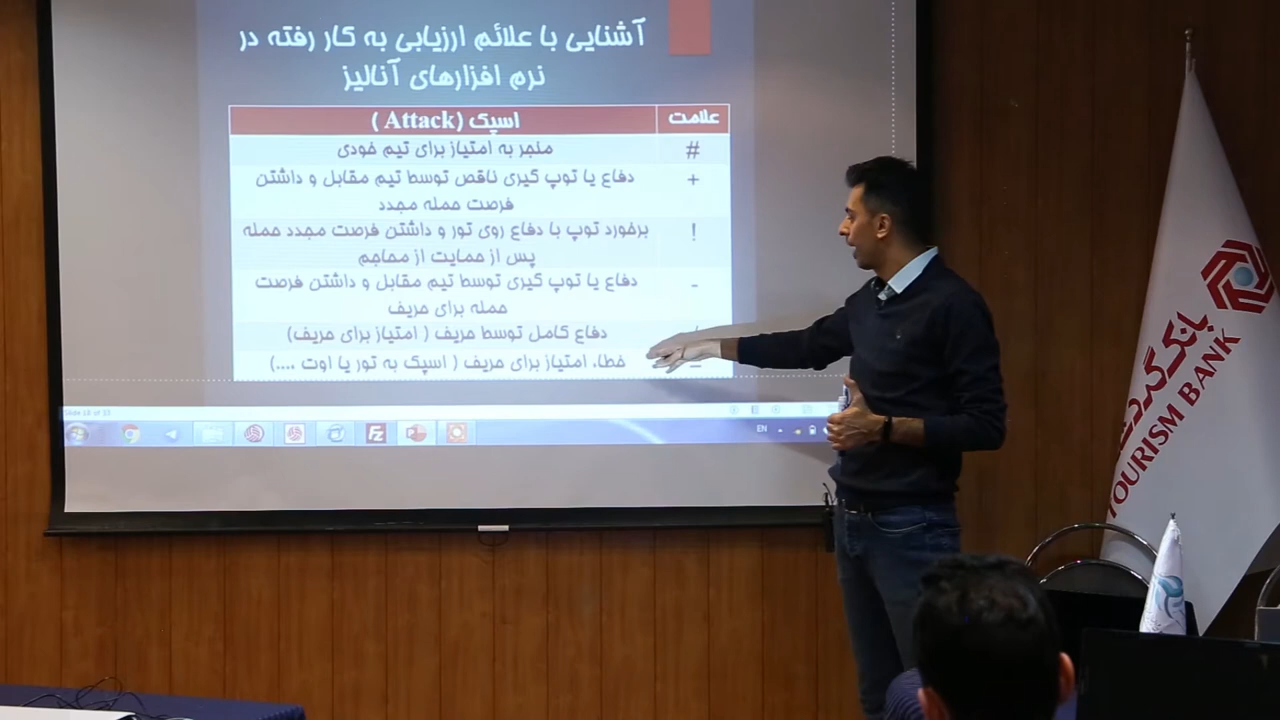 آشنایی با علائم ارزیابی به کار رفته در
نرم افزارهای آنالیز
علامت اسپک (Attack )
# منجر به امتیاز برای تیم خودی
+ دفاع یا توپ گیری ناقص توسط تیم مقابل و داشتن
فرصت حمله مجدد
! برخورد توپ با دفاع روی تور و داشتن فرصت مجدد حمله
پس از حمایت از مهاجم
- دفاع یا توپ گیری توسط تیم مقابل و داشتن فرصت
حمله برای حریف
دفاع کامل توسط حریف ( امتیاز برای حریف)
خطا، امتیاز برای حریف ( اسپک به تور یا اوت ....)
EN
بانک گردشگری
TOURISM BANK